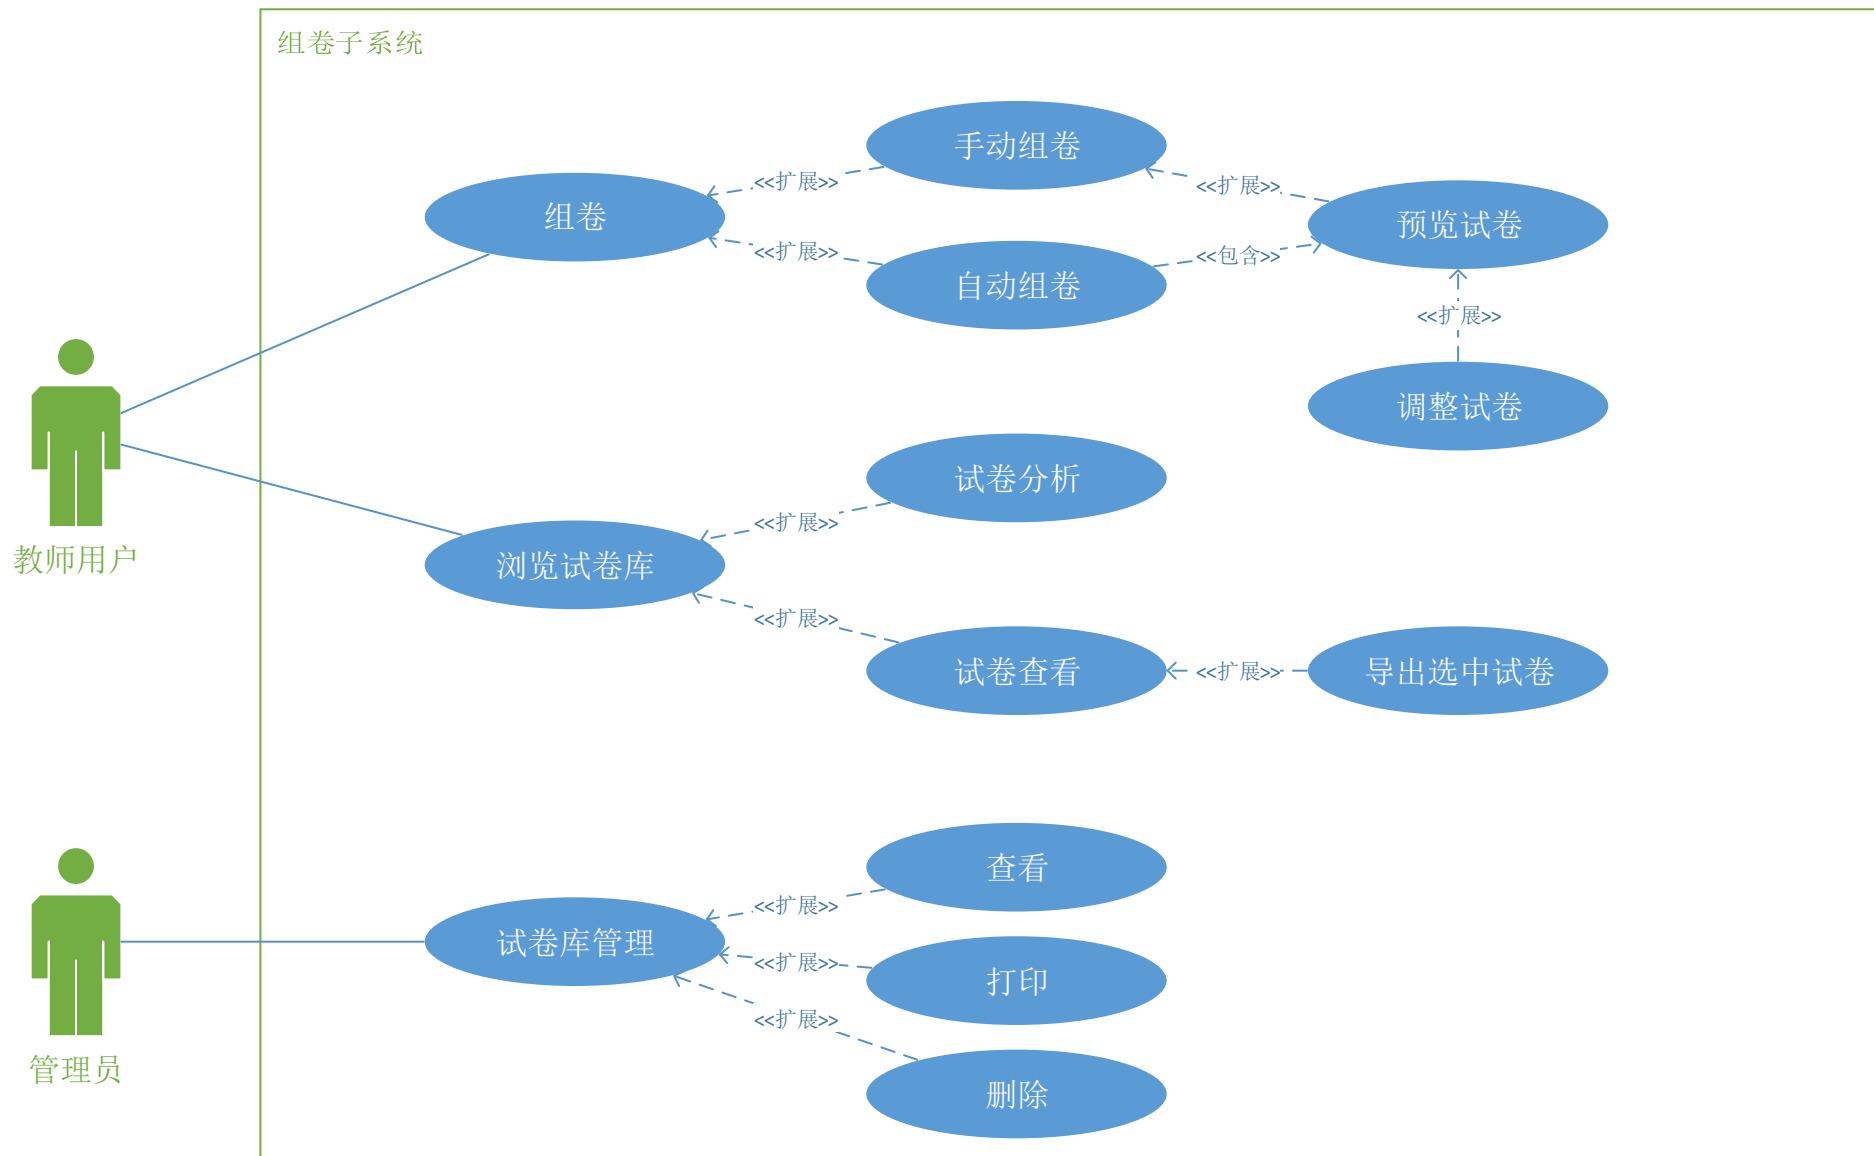 组卷子系统
手动组卷
<<扩展>>
<<扩展>>
组卷
预览试卷
<<扩展>>
<<包含>>
自动组卷
<<扩展>>
调整试卷
试卷分析
<<扩展>>
教师用户
浏览试卷库
<<扩展>>
试卷查看
<<扩展>>
导出选中试卷
查看
<<扩展>>
试卷库管理
<<扩展>>
打印
<<扩展>>
管理员
删除